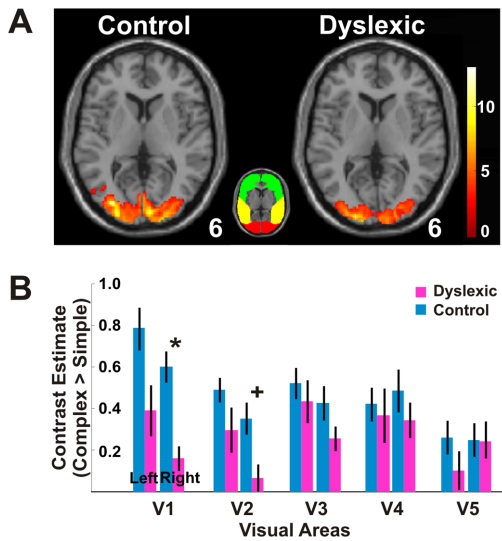 A
Control
Dyslexic
10
5
0
6
6
B
Dyslexic
Control
Contrast Estimate
(Complex > Simple)
1.0
0.8
0.6
0.4
0.2
*
+
Left Right
V1 V2 V3 V4 V5
Visual Areas